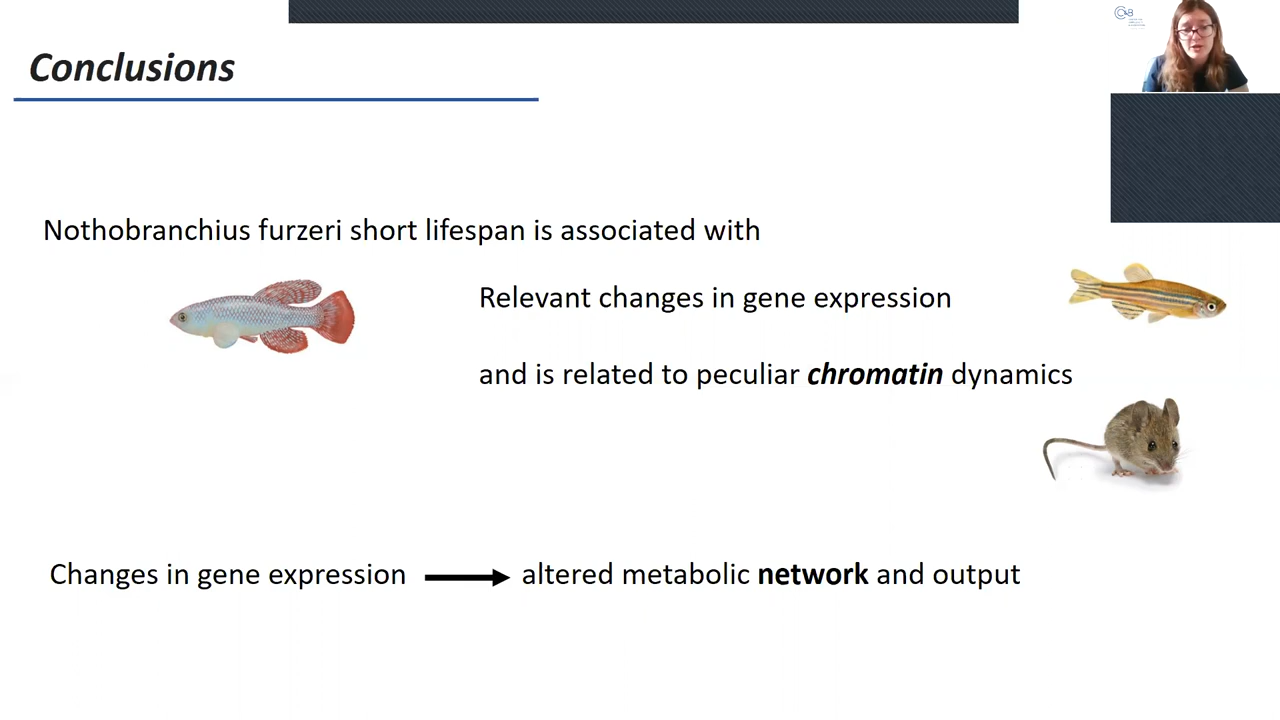 Conclusions
Nothobranchius furzeri short lifespan is associated with
Relevant changes in gene expression
and is related to peculiar chromatin dynamics
Changes in gene expression altered metabolic network and output